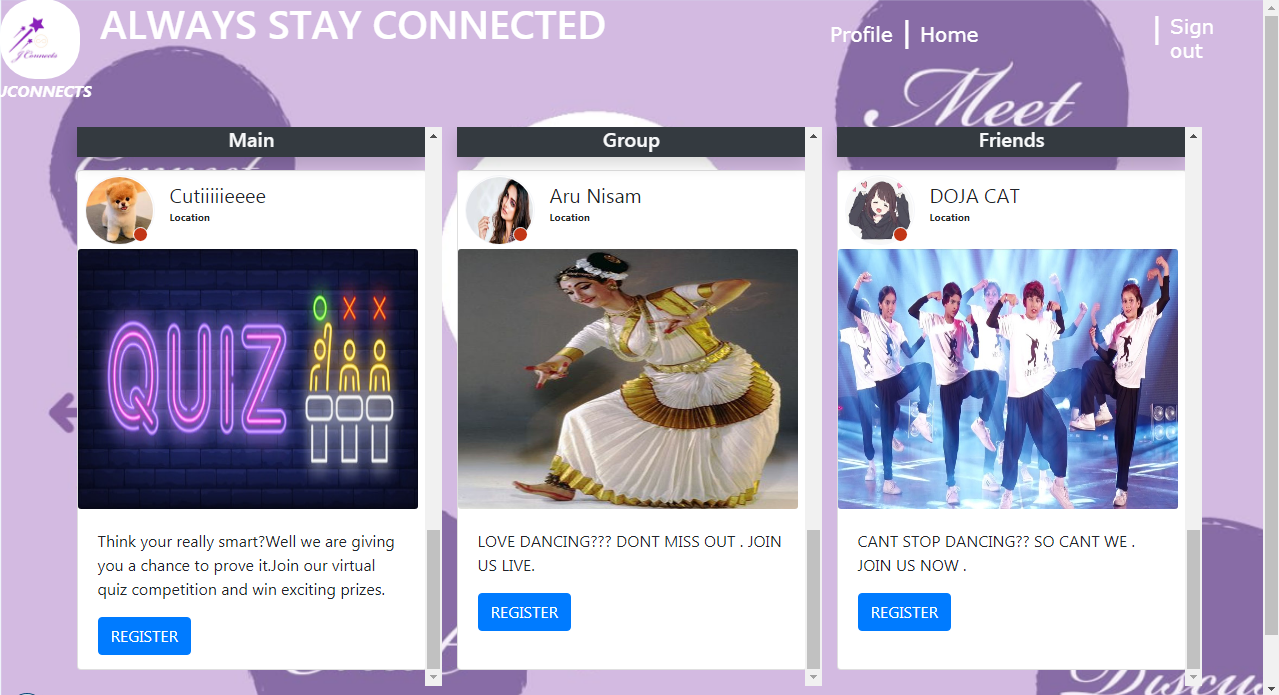 ALWAYS STAY CONNECTED
Profile | Home
| Sign out
J Connects
JCONNECTS
Meet
Connect
Main
Group
Friends
Cutiiiiieeee
Location
Aru Nisam
Location
DOJA CAT
Location
QUIZ
Think your really smart?Well we are giving
you a chance to prove it.Join our virtual
quiz competition and win exciting prizes.
REGISTER
LOVE DANCING??? DONT MISS OUT . JOIN
US LIVE.
REGISTER
CANT STOP DANCING?? SO CANT WE .
JOIN US NOW .
REGISTER